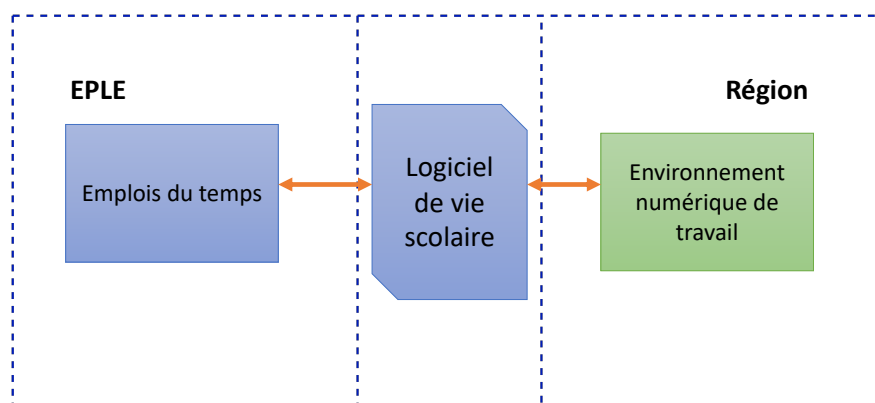 EPLE
Région
Emplois du temps
Logiciel
de vie
scolaire
Environnement
numérique de
travail